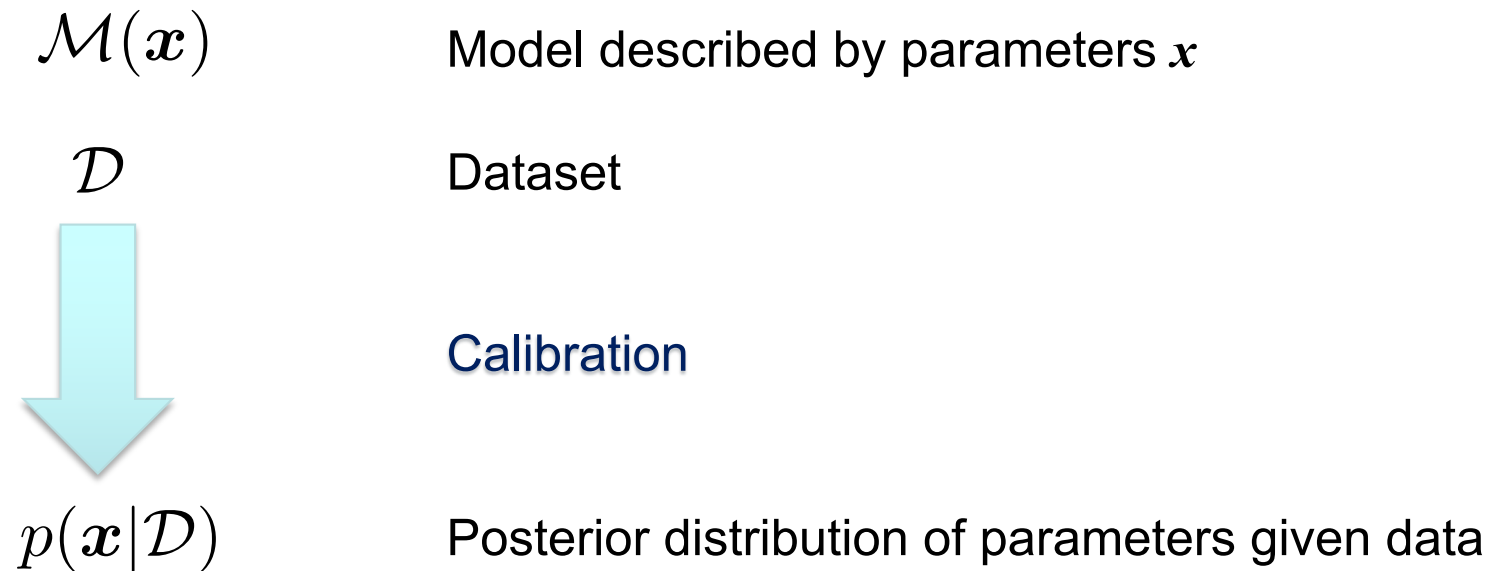 ℳ(𝒙) Model described by parameters 𝒙
𝒟 Dataset
Calibration
p(𝒙|𝒟) Posterior distribution of parameters given data